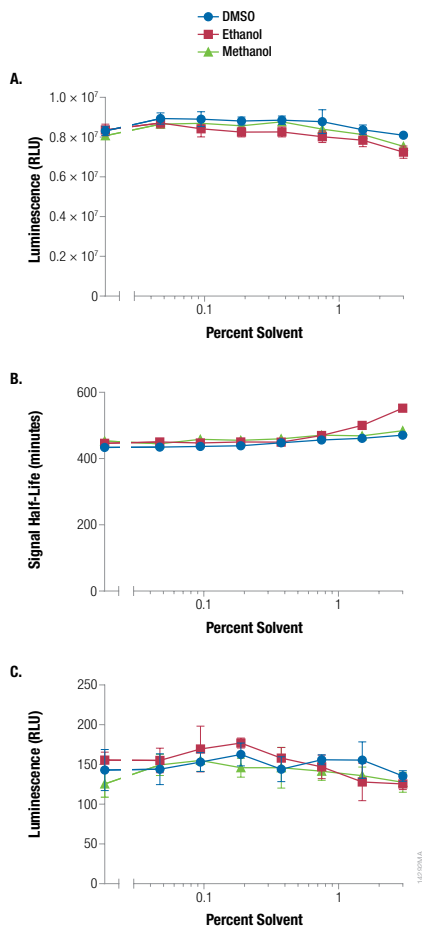 DMSO
Ethanol
Methanol
A.
Luminescence (RLU)
1.0 × 10⁷
0.8 × 10⁷
0.6 × 10⁷
0.4 × 10⁷
0.2 × 10⁷
0
0.1
1
Percent Solvent
B.
Signal Half-Life (minutes)
600
400
200
0
0.1
1
Percent Solvent
C.
Luminescence (RLU)
250
200
150
100
50
0
0.1
1
Percent Solvent
14292MA